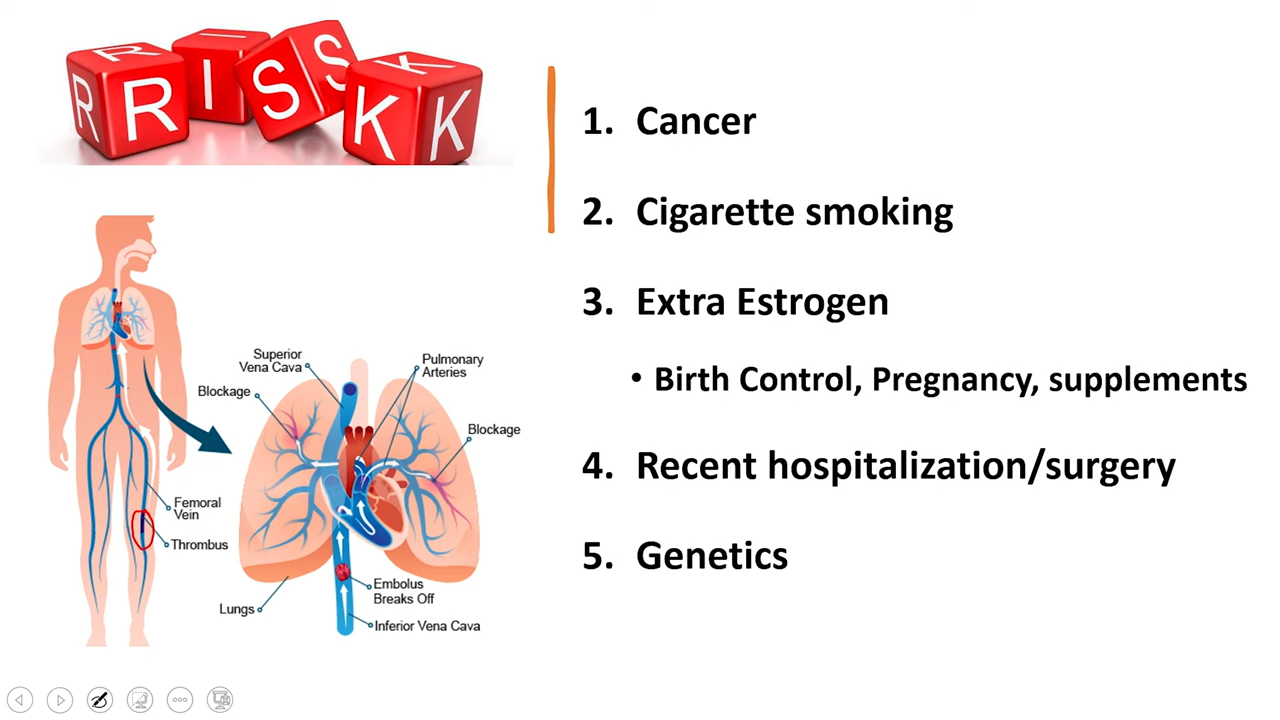 R R I S S K K K
R
I
1. Cancer
2. Cigarette smoking
3. Extra Estrogen
• Birth Control, Pregnancy, supplements
4. Recent hospitalization/surgery
5. Genetics
Superior
Vena Cava
Pulmonary
Arteries
Blockage
Blockage
Femoral
Vein
Thrombus
Embolus
Breaks Off
Lungs
Inferior Vena Cava